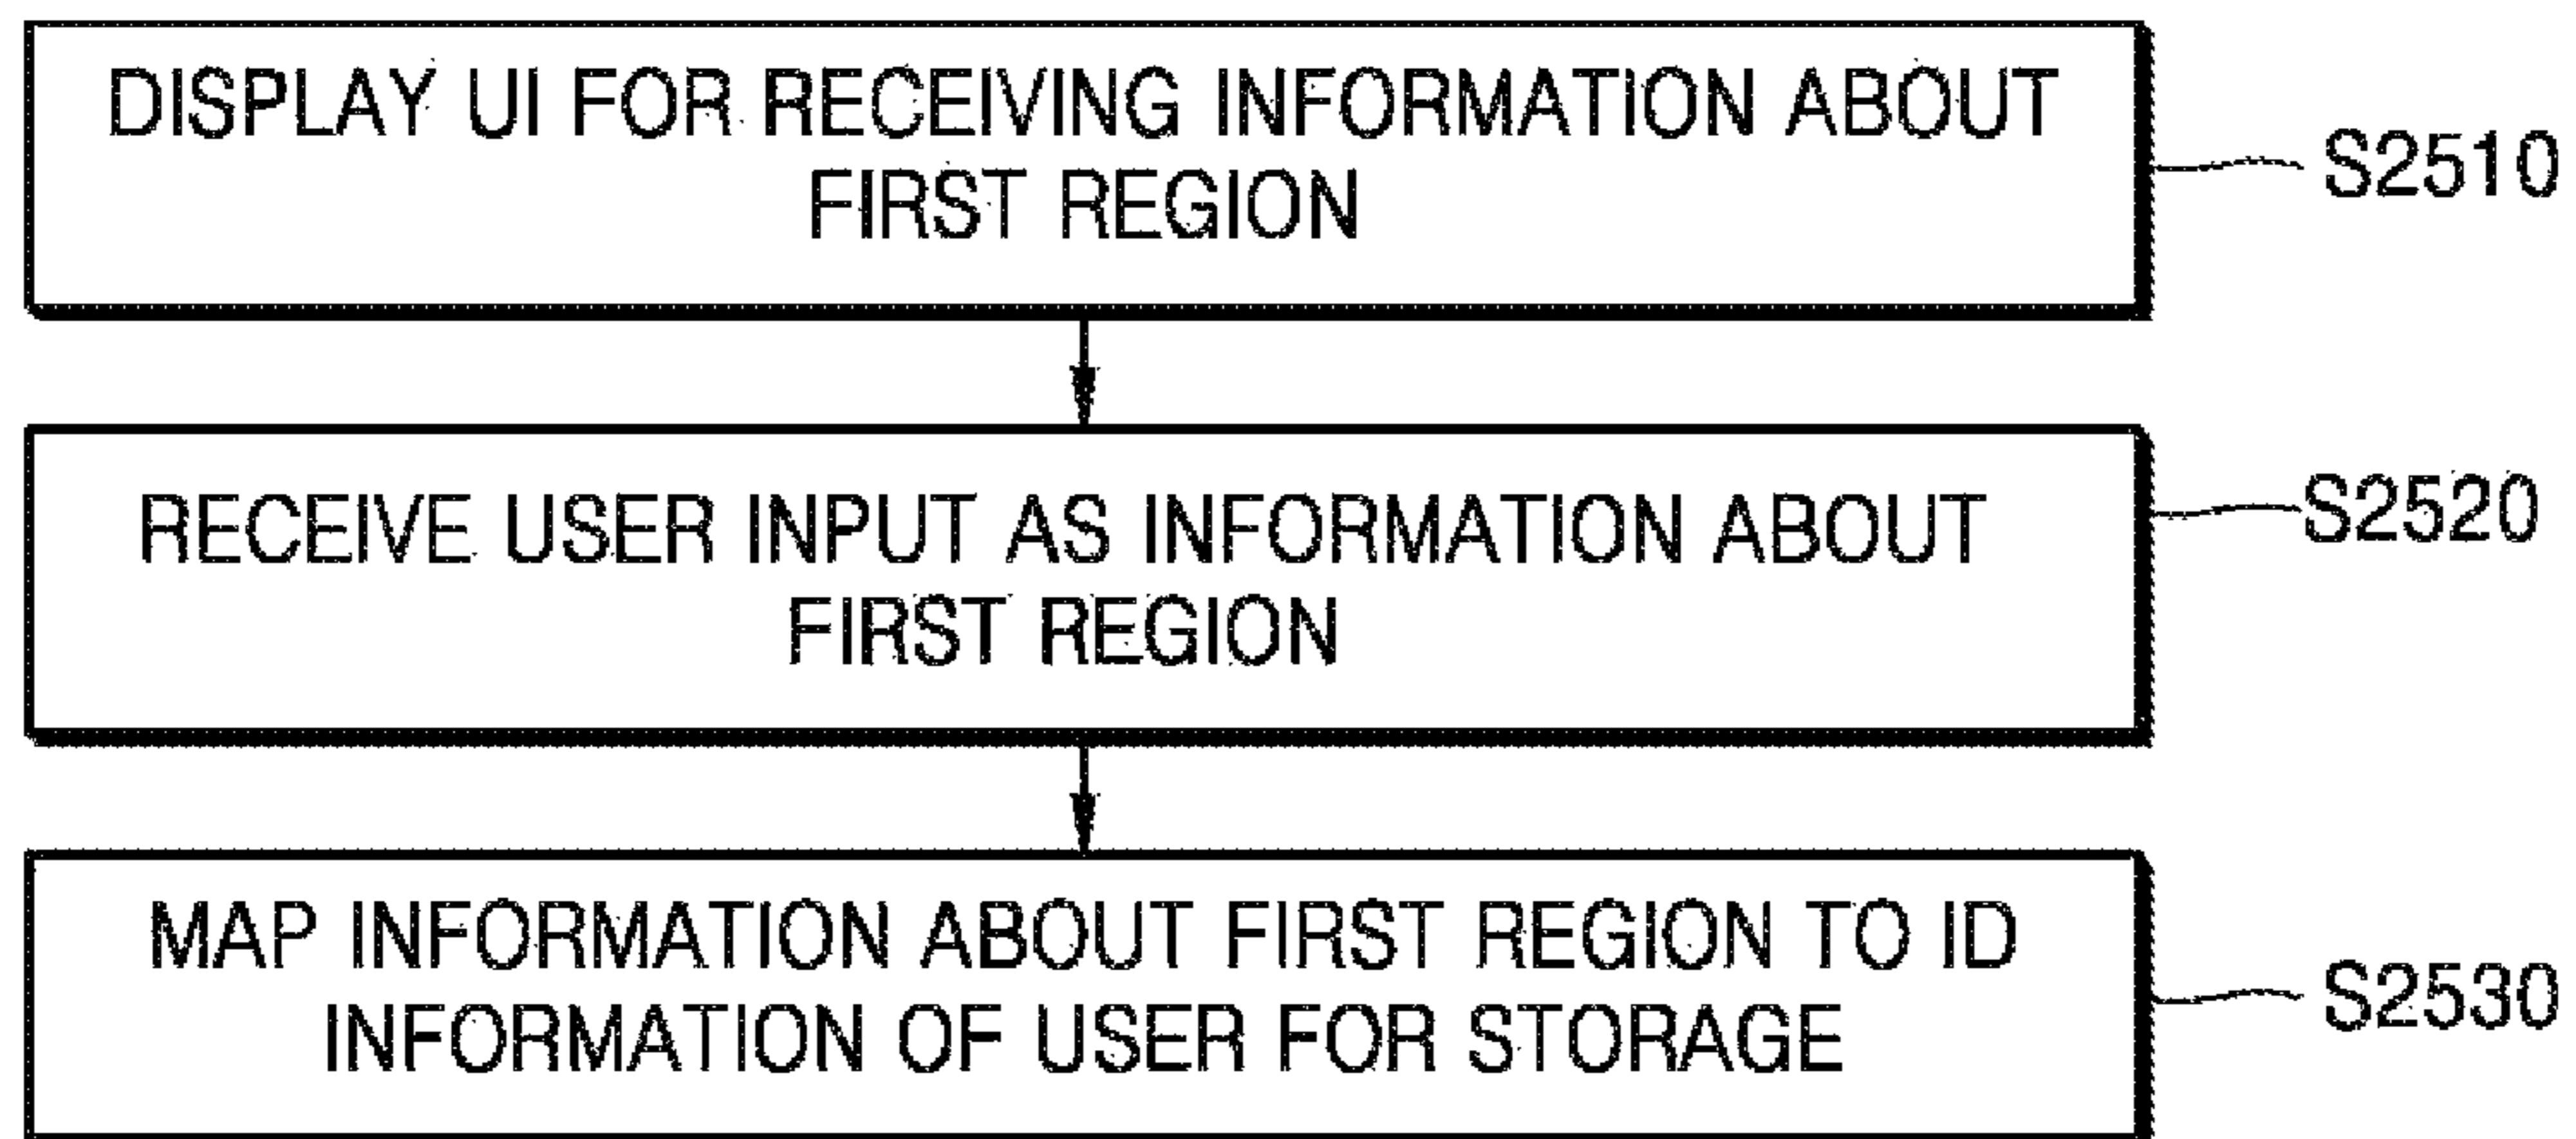 DISPLAY UI FOR RECEIVING INFORMATION ABOUT
FIRST REGION
S2510
RECEIVE USER INPUT AS INFORMATION ABOUT
FIRST REGION
S2520
MAP INFORMATION ABOUT FIRST REGION TO ID
INFORMATION OF USER FOR STORAGE
S2530